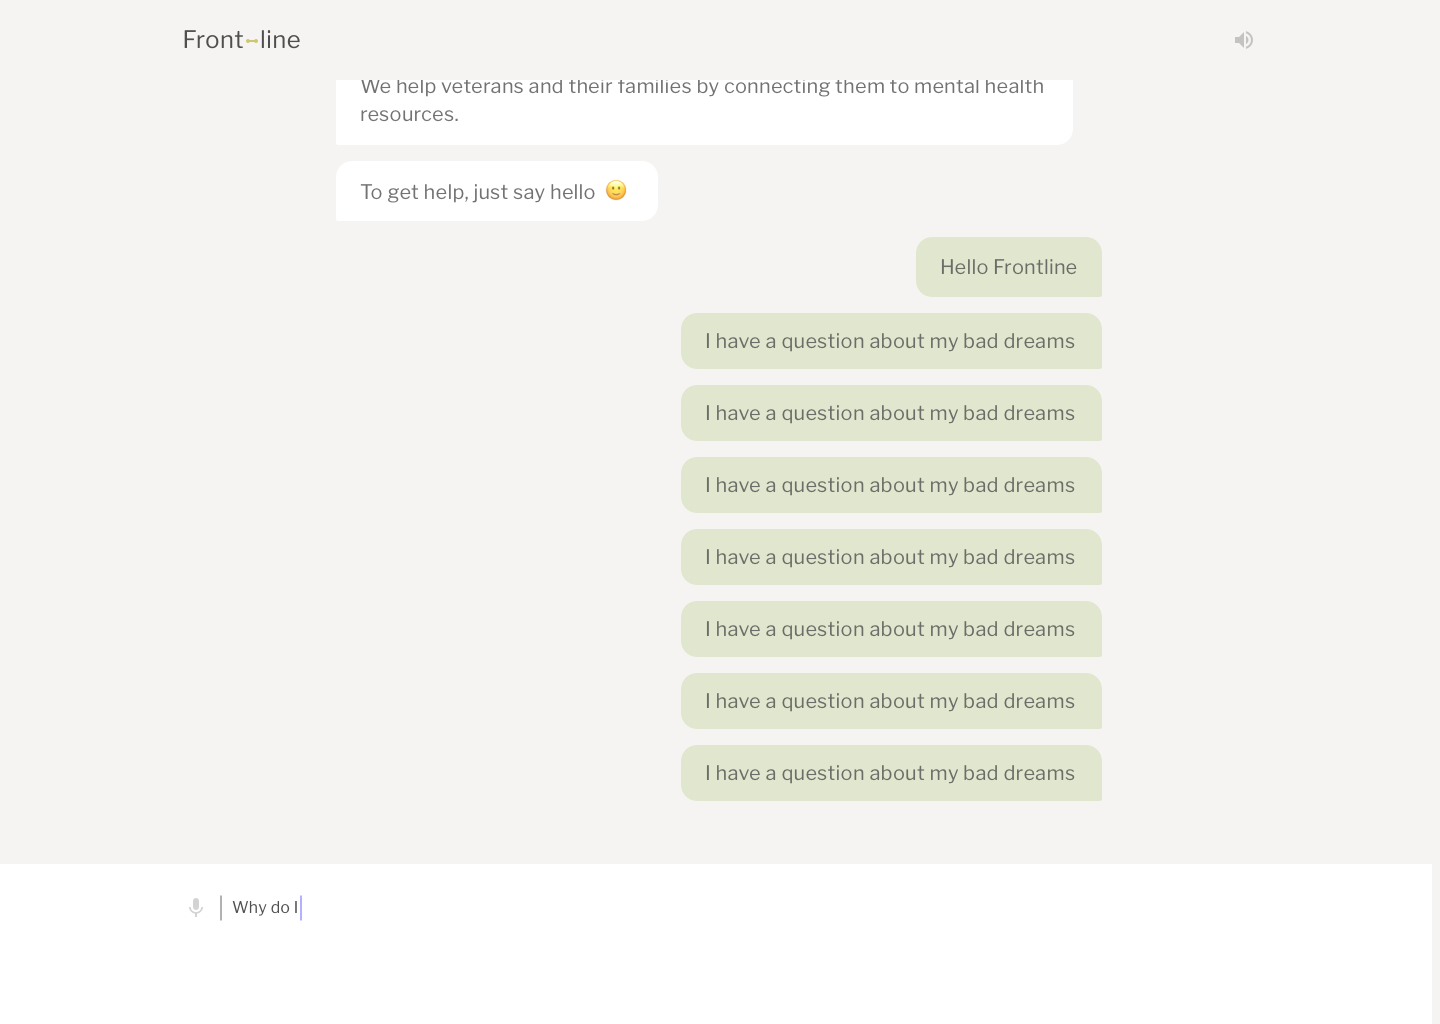 Front line
We help veterans and their families by connecting them to mental health
resources.
To get help, just say hello 🙂
Hello Frontline
I have a question about my bad dreams
I have a question about my bad dreams
I have a question about my bad dreams
I have a question about my bad dreams
I have a question about my bad dreams
I have a question about my bad dreams
I have a question about my bad dreams
Why do I